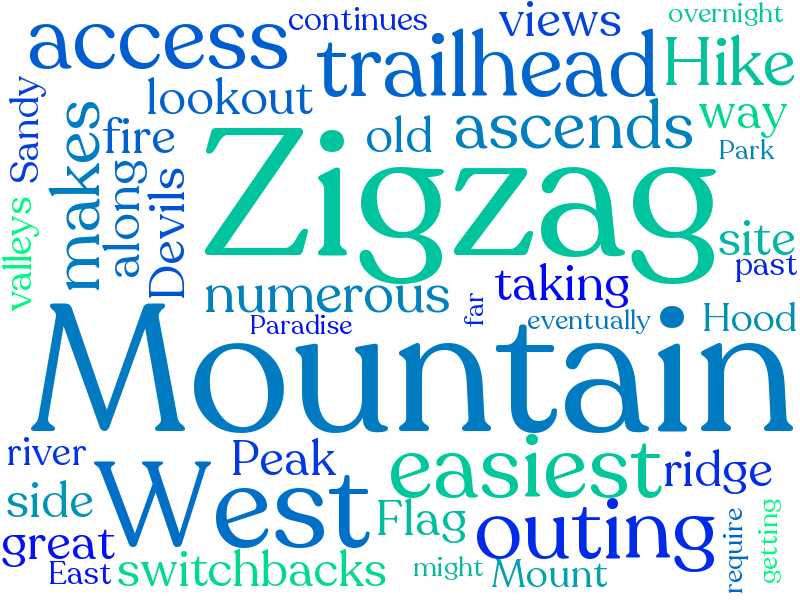 access
continues
views
overnight
trailhead
Hike
lookout
way
Sandy
makes
fire
old
ascends
Park
along
Devils
Zigzag
valleys
site
past
numerous
taking
Paradise
far
eventually
Hood
Mountain
river
Peak
West
easiest
ridge
side
Flag
outing
great
East
switchbacks
might
Mount
require
getting